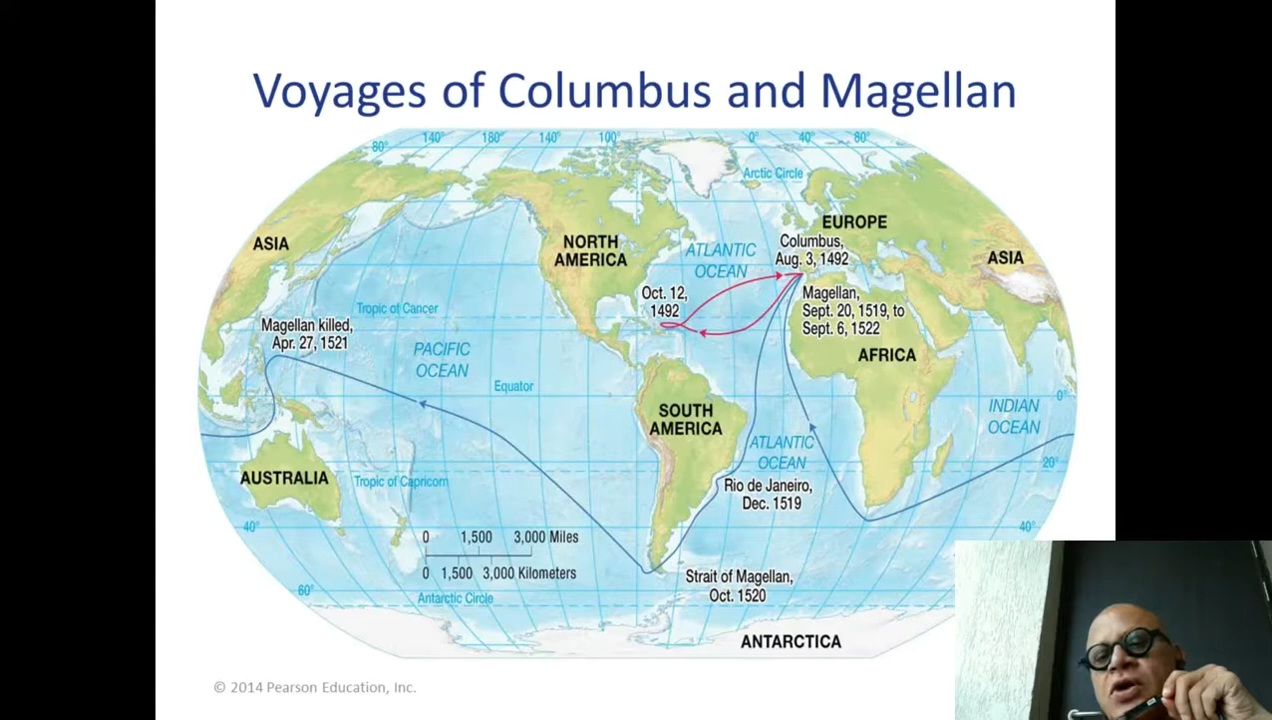 Voyages of Columbus and Magellan
80°
140°
180°
140°
100°
0°
40°
80°
Arctic Circle
ASIA
NORTH
AMERICA
ATLANTIC
OCEAN
EUROPE
Columbus,
Aug. 3, 1492
ASIA
Oct. 12,
1492
Magellan,
Sept. 20, 1519, to
Sept. 6, 1522
Tropic of Cancer
Magellan killed,
Apr. 27, 1521
PACIFIC
OCEAN
AFRICA
Equator
0°
SOUTH
AMERICA
INDIAN
OCEAN
ATLANTIC
OCEAN
20°
AUSTRALIA
Tropic of Capricorn
Rio de Janeiro,
Dec. 1519
40°
40°
0 1,500 3,000 Miles
0 1,500 3,000 Kilometers
Strait of Magellan,
Oct. 1520
60°
Antarctic Circle
ANTARCTICA
© 2014 Pearson Education, Inc.